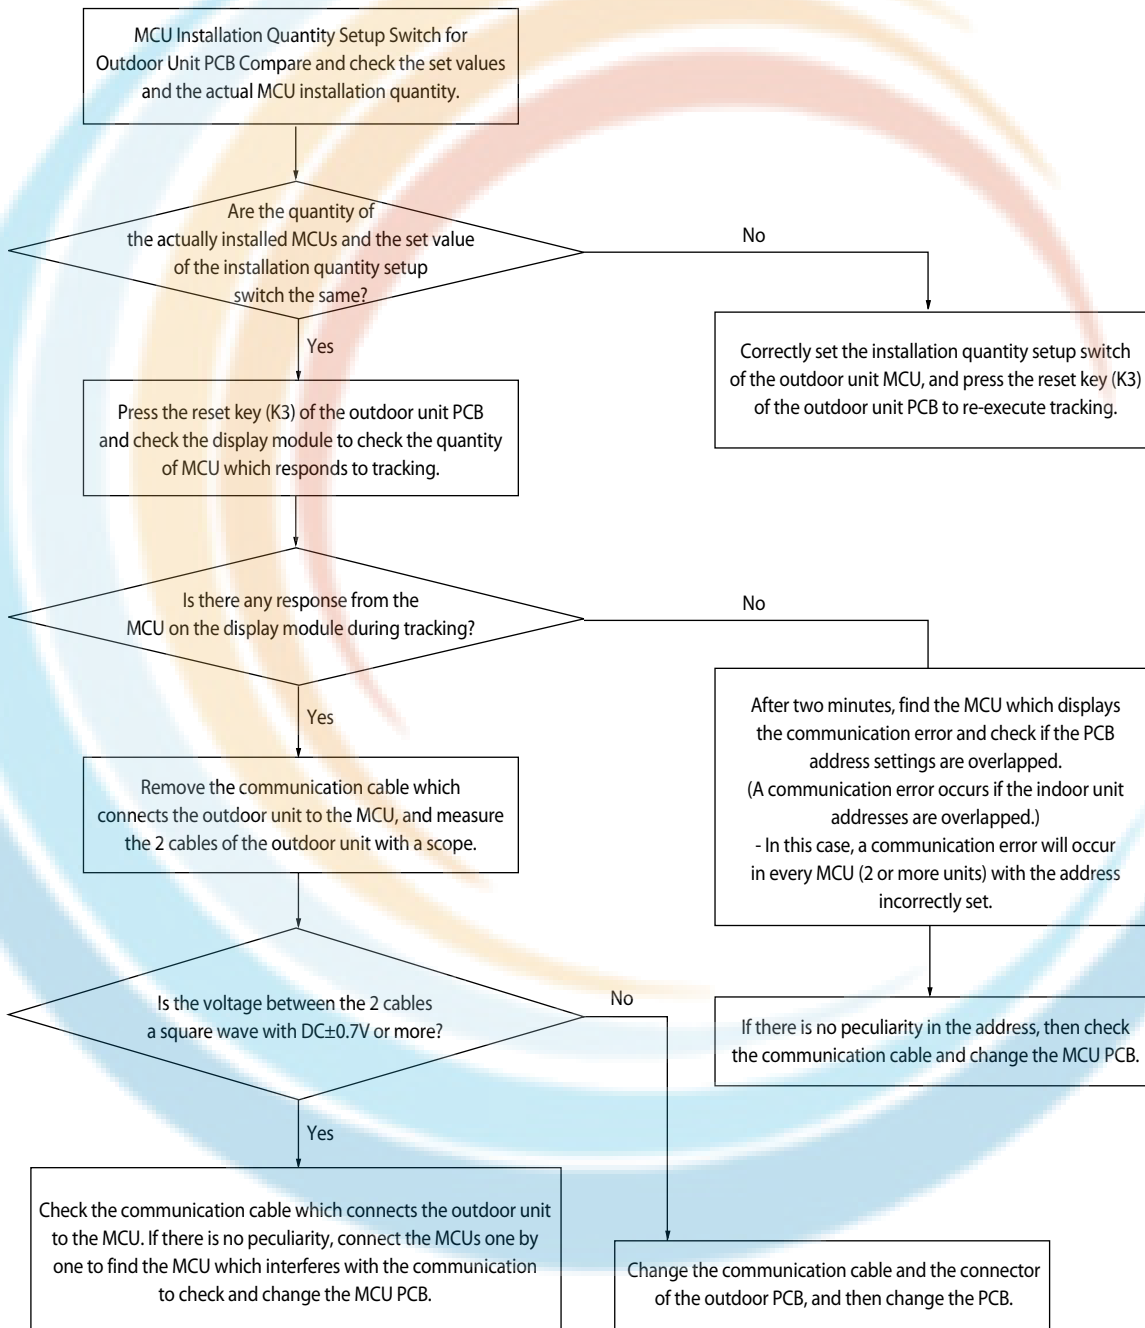 MCU Installation Quantity Setup Switch for
Outdoor Unit PCB Compare and check the set values
and the actual MCU installation quantity.
Are the quantity of
the actually installed MCUs and the set value
of the installation quantity setup
switch the same?
No
Yes
Correctly set the installation quantity setup switch
of the outdoor unit MCU, and press the reset key (K3)
of the outdoor unit PCB to re-execute tracking.
Press the reset key (K3) of the outdoor unit PCB
and check the display module to check the quantity
of MCU which responds to tracking.
Is there any response from the
MCU on the display module during tracking?
No
Yes
After two minutes, find the MCU which displays
the communication error and check if the PCB
address settings are overlapped.
(A communication error occurs if the indoor unit
addresses are overlapped.)
- In this case, a communication error will occur
in every MCU (2 or more units) with the address
incorrectly set.
Remove the communication cable which
connects the outdoor unit to the MCU, and measure
the 2 cables of the outdoor unit with a scope.
Is the voltage between the 2 cables
a square wave with DC±0.7V or more?
No
Yes
If there is no peculiarity in the address, then check
the communication cable and change the MCU PCB.
Check the communication cable which connects the outdoor unit
to the MCU. If there is no peculiarity, connect the MCUs one by
one to find the MCU which interferes with the communication
to check and change the MCU PCB.
Change the communication cable and the connector
of the outdoor PCB, and then change the PCB.